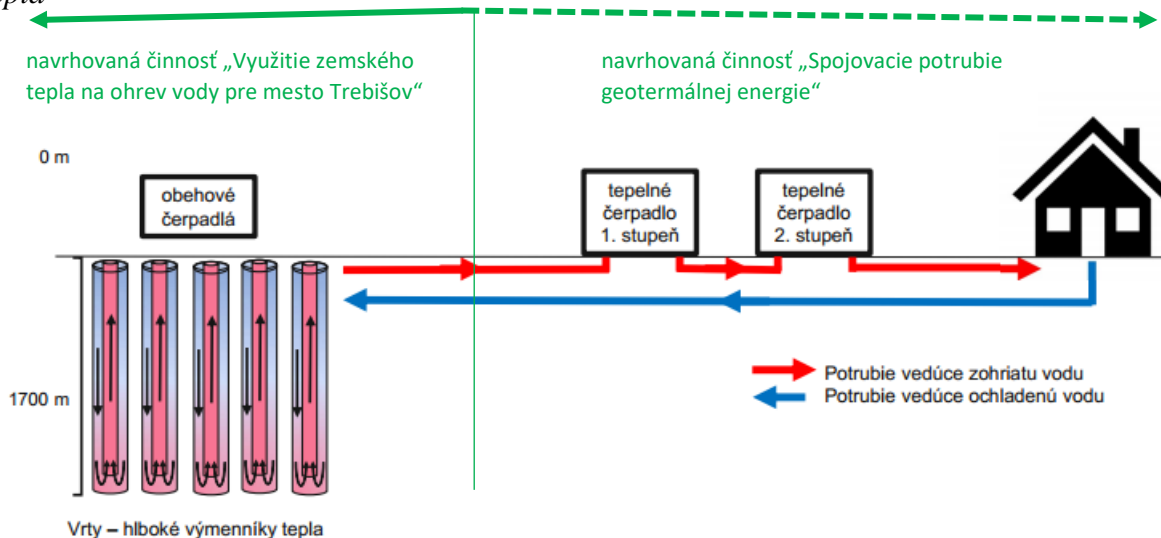 navrhovaná činnosť „Využitie zemského
tepla na ohrev vody pre mesto Trebišov“
navrhovaná činnosť „Spojovacie potrubie
geotermálnej energie“
0 m
obehové
čerpadlá
tepelné
čerpadlo
1. stupeň
tepelné
čerpadlo
2. stupeň
1700 m
Potrubie vedúce zohriatu vodu
Potrubie vedúce ochladenú vodu
Vrty – hlboké výmenníky tepla